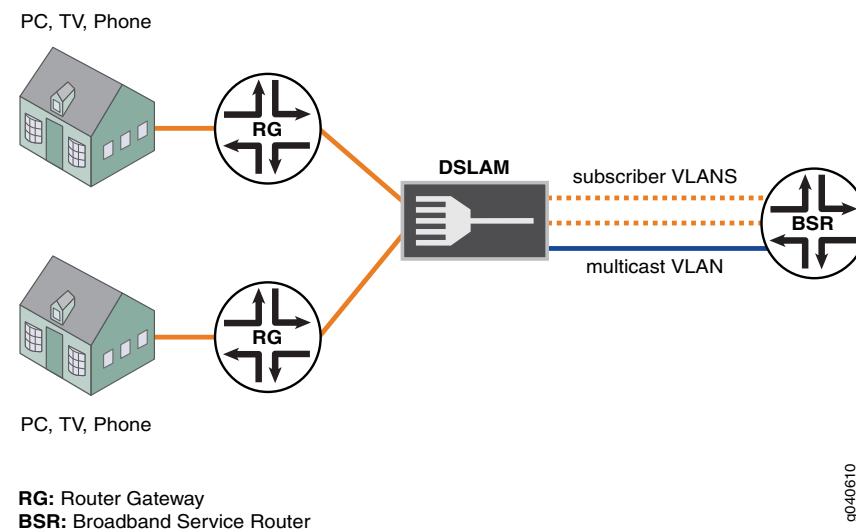 PC, TV, Phone
RG
DSLAM
subscriber VLANS
BSR
multicast VLAN
RG
PC, TV, Phone
RG: Router Gateway
BSR: Broadband Service Router
g040610